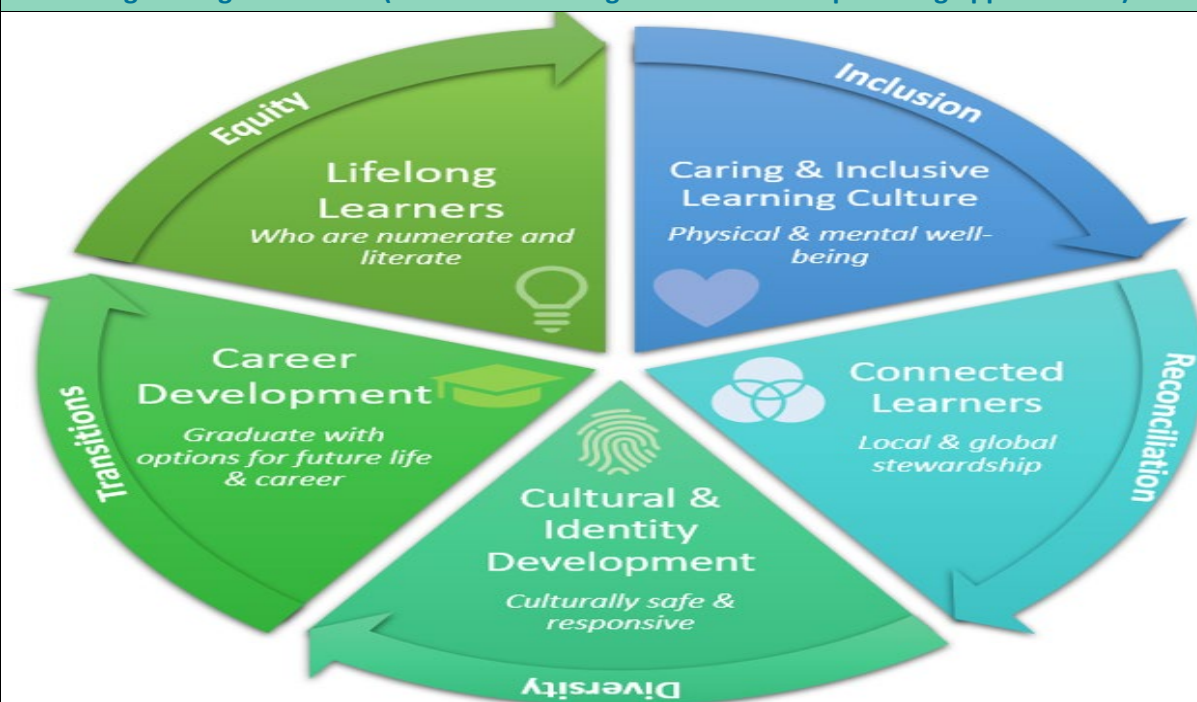 Equity
Lifelong
Learners
Who are numerate and
literate
Inclusion
Caring & Inclusive
Learning Culture
Physical & mental well-
being
Reconciliation
Connected
Learners
Local & global
stewardship
Diversity
Cultural &
Identity
Development
Culturally safe &
responsive
Transitions
Career
Development
Graduate with
options for future life
& career